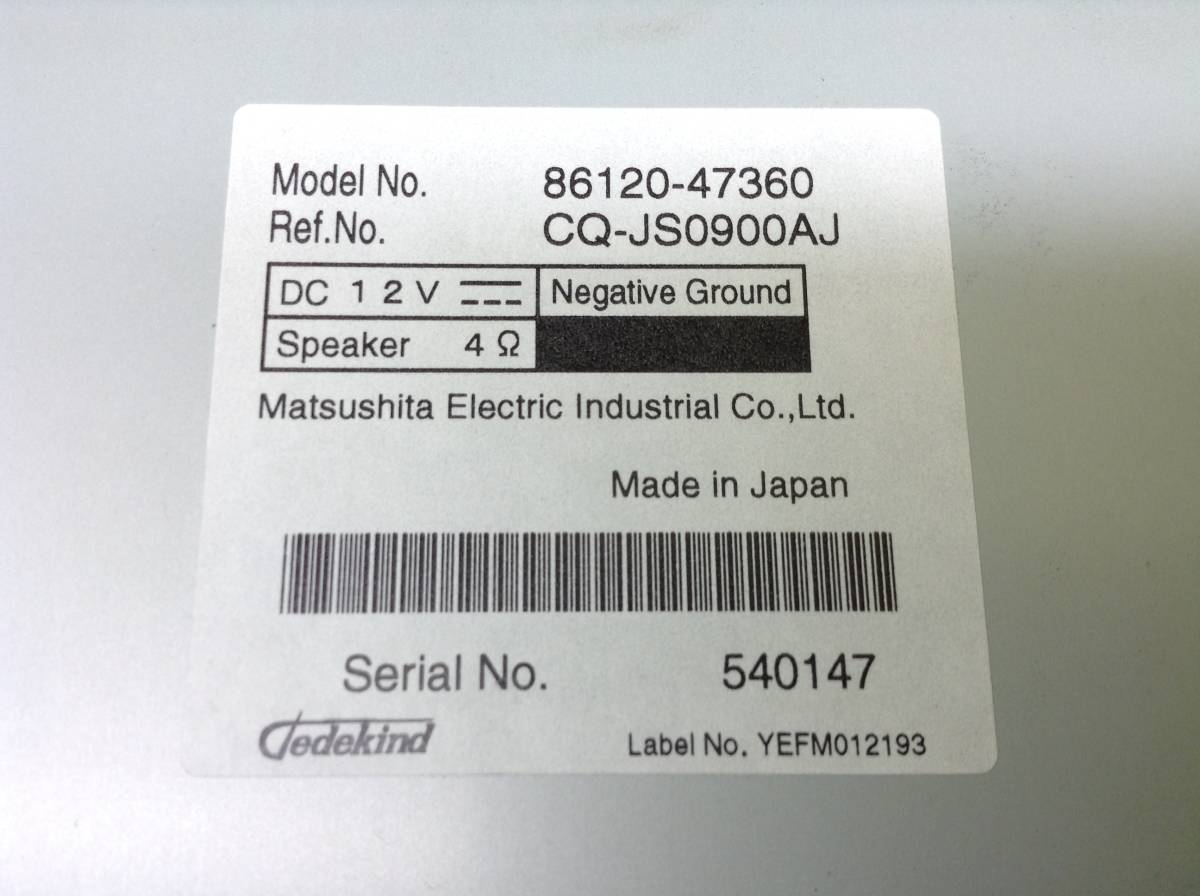 Model No. 86120-47360
Ref.No. CQ-JS0900AJ
DC 12V Negative Ground
Speaker 4 Ω
Matsushita Electric Industrial Co.,Ltd.
Made in Japan
Serial No. 540147
Dedekind Label No. YEFM012193